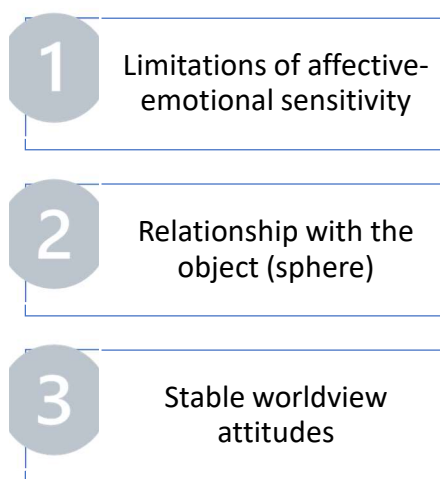 1
Limitations of affective-
emotional sensitivity
2
Relationship with the
object (sphere)
3
Stable worldview
attitudes